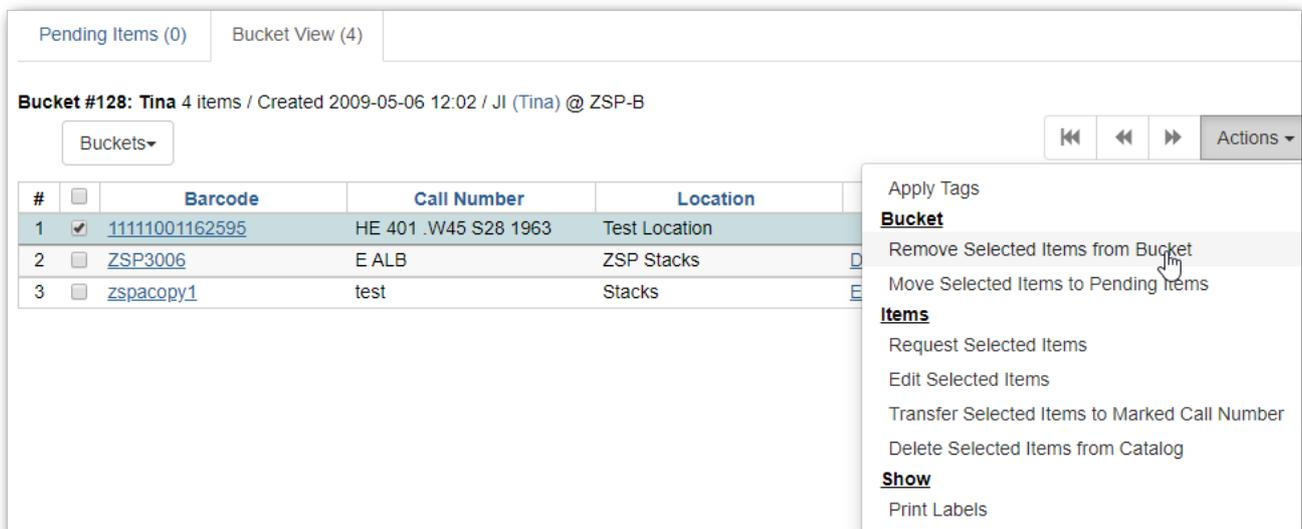 Pending Items (0) Bucket View (4)
Bucket #128: Tina 4 items / Created 2009-05-06 12:02 / JI (Tina) @ ZSP-B
Buckets
Actions
# Barcode Call Number Location
1 11111001162595 HE 401 .W45 S28 1963 Test Location
2 ZSP3006 E ALB ZSP Stacks D
3 zspacopy1 test Stacks E
Apply Tags
Bucket
Remove Selected Items from Bucket
Move Selected Items to Pending Items
Items
Request Selected Items
Edit Selected Items
Transfer Selected Items to Marked Call Number
Delete Selected Items from Catalog
Show
Print Labels